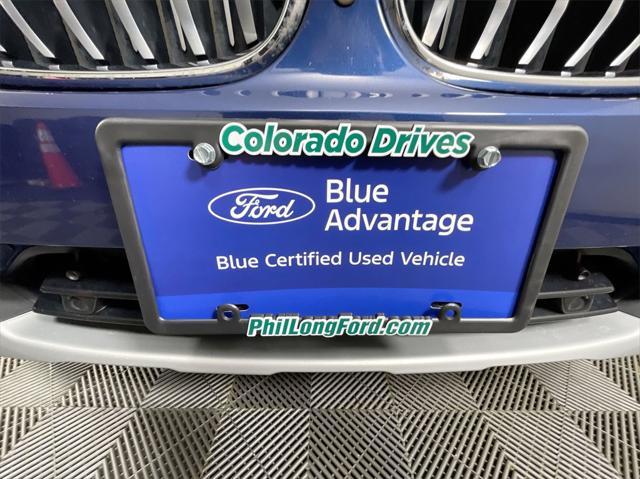 Colorado Drives
Ford
Blue
Advantage
Blue Certified Used Vehicle
PhilLongFord.com